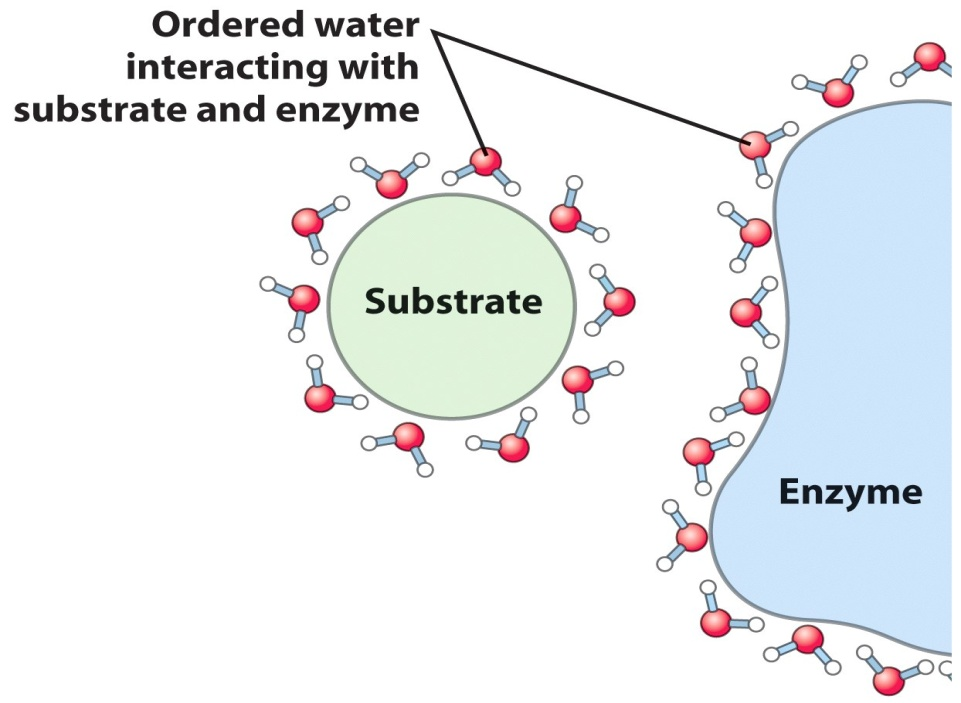 Ordered water
interacting with
substrate and enzyme
Substrate
Enzyme